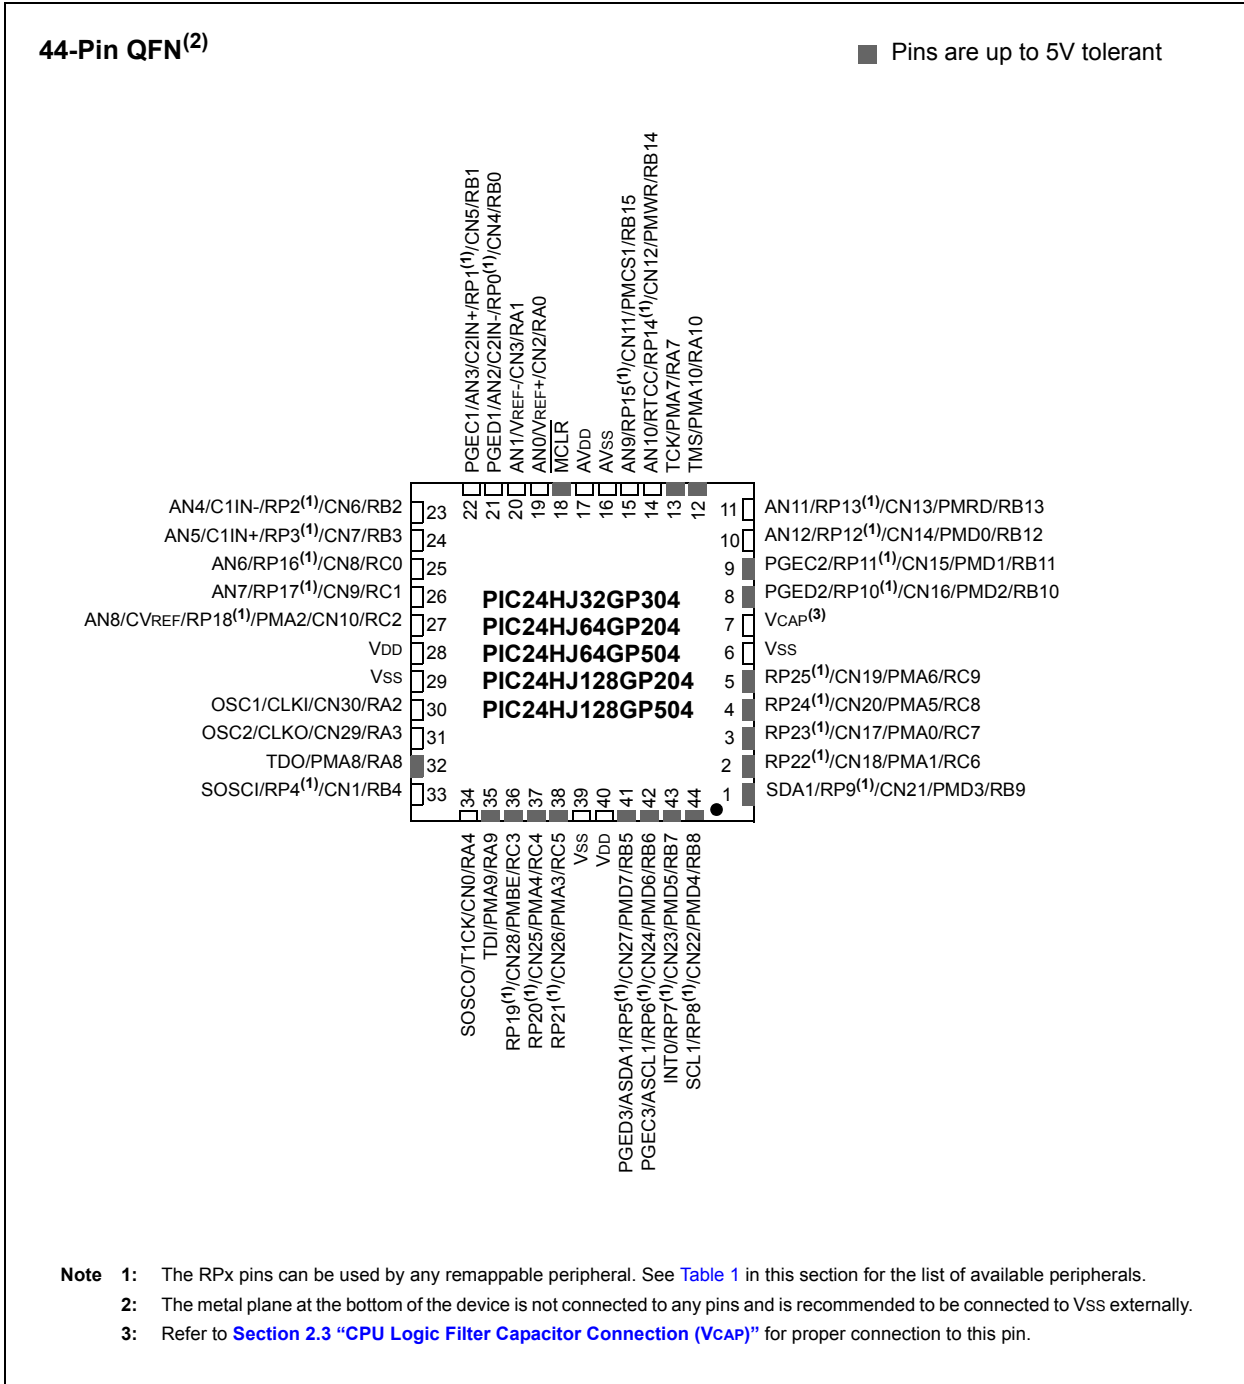 44-Pin QFN(2)
Pins are up to 5V tolerant
PGEC1/AN3/C2IN+/RP1(1)/CN5/RB1
PGED1/AN2/C2IN-/RP0(1)/CN4/RB0
AN1/VREF-/CN3/RA1
AN0/VREF+/CN2/RA0
MCLR
AVDD
AVSS
AN9/RP15(1)/CN11/PMCS1/RB15
AN10/RTCC/RP14(1)/CN12/PMWR/RB14
TCK/PMA7/RA7
TMS/PMA10/RA10
22 21 20 19 18 17 16 15 14 13 12
AN4/C1IN-/RP2(1)/CN6/RB2 23
AN5/C1IN+/RP3(1)/CN7/RB3 24
AN6/RP16(1)/CN8/RC0 25
AN7/RP17(1)/CN9/RC1 26
AN8/CVREF/RP18(1)/PMA2/CN10/RC2 27
VDD 28
VSS 29
OSC1/CLKI/CN30/RA2 30
OSC2/CLKO/CN29/RA3 31
TDO/PMA8/RA8 32
SOSCI/RP4(1)/CN1/RB4 33
PIC24HJ32GP304
PIC24HJ64GP204
PIC24HJ64GP504
PIC24HJ128GP204
PIC24HJ128GP504
11 AN11/RP13(1)/CN13/PMRD/RB13
10 AN12/RP12(1)/CN14/PMD0/RB12
9 PGEC2/RP11(1)/CN15/PMD1/RB11
8 PGED2/RP10(1)/CN16/PMD2/RB10
7 VCAP(3)
6 VSS
5 RP25(1)/CN19/PMA6/RC9
4 RP24(1)/CN20/PMA5/RC8
3 RP23(1)/CN17/PMA0/RC7
2 RP22(1)/CN18/PMA1/RC6
1 SDA1/RP9(1)/CN21/PMD3/RB9
34 35 36 37 38 39 40 41 42 43 44
SOSCO/T1CK/CN0/RA4
TDI/PMA9/RA9
RP19(1)/CN28/PMBE/RC3
RP20(1)/CN25/PMA4/RC4
RP21(1)/CN26/PMA3/RC5
VSS
VDD
PGED3/ASDA1/RP5(1)/CN27/PMD7/RB5
PGEC3/ASCL1/RP6(1)/CN24/PMD6/RB6
INT0/RP7(1)/CN23/PMD5/RB7
SCL1/RP8(1)/CN22/PMD4/RB8
Note 1: The RPx pins can be used by any remappable peripheral. See Table 1 in this section for the list of available peripherals.
2: The metal plane at the bottom of the device is not connected to any pins and is recommended to be connected to VSS externally.
3: Refer to Section 2.3 “CPU Logic Filter Capacitor Connection (VCAP)” for proper connection to this pin.